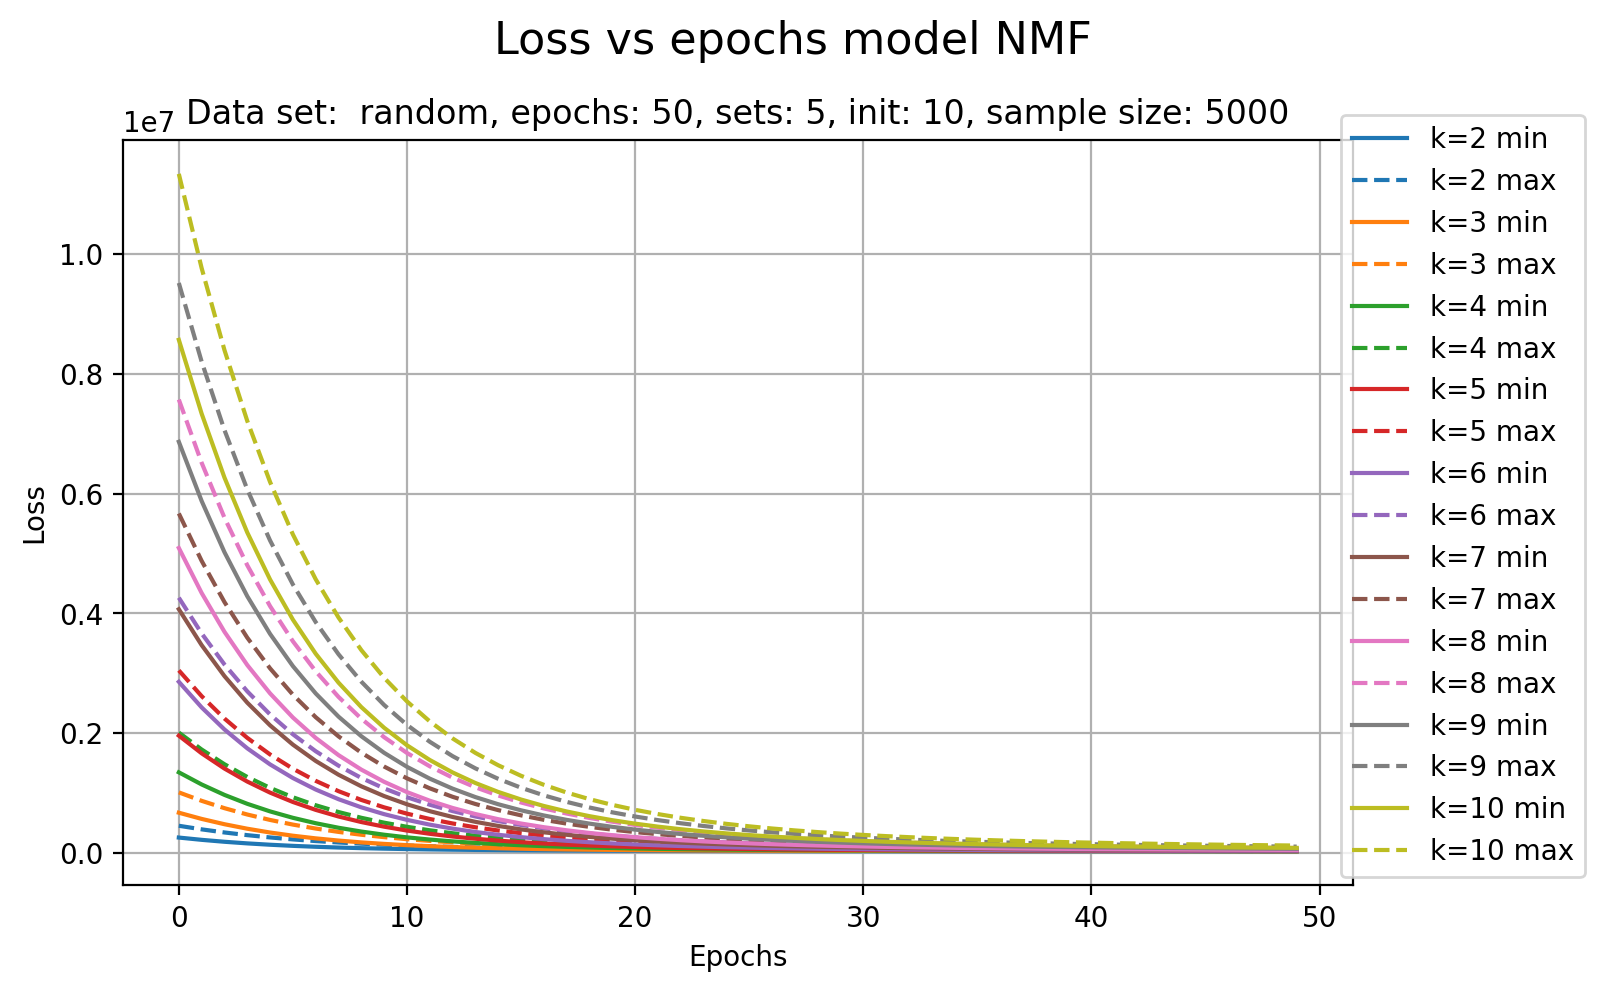 Loss vs epochs model NMF
Data set:  random, epochs: 50, sets: 5, init: 10, sample size: 5000
1e7
1.0
0.8
0.6
0.4
0.2
0.0
Loss
0 10 20 30 40 50
Epochs
k=2 min
k=2 max
k=3 min
k=3 max
k=4 min
k=4 max
k=5 min
k=5 max
k=6 min
k=6 max
k=7 min
k=7 max
k=8 min
k=8 max
k=9 min
k=9 max
k=10 min
k=10 max